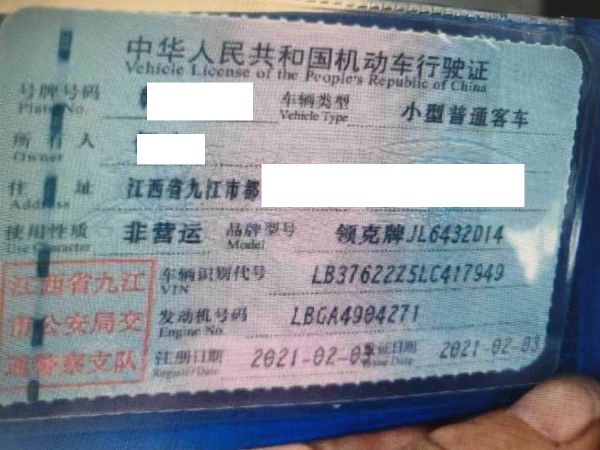 中华人民共和国机动车行驶证
Vehicle License of the People's Republic of China
号牌号码 车辆类型 小型普通客车
Plate No. Vehicle Type
所有人
Owner
住址 江西省九江市都
Address
使用性质 非营运 品牌型号 领克牌JL6432D14
Use Character Model
车辆识别代号 LB37622Z5LC417949
VIN
发动机号码 LBGA4904271
Engine No.
注册日期 2021-02-03 发证日期 2021-02-03
Register Date Issue Date
江西省九江
市公安局交
通警察支队